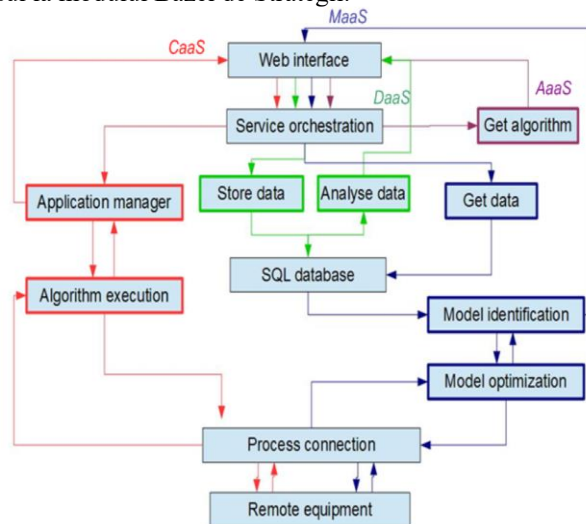 MaaS
CaaS
Web interface
DaaS
AaaS
Service orchestration
Get algorithm
Application manager
Store data
Analyse data
Get data
SQL database
Algorithm execution
Model identification
Model optimization
Process connection
Remote equipment